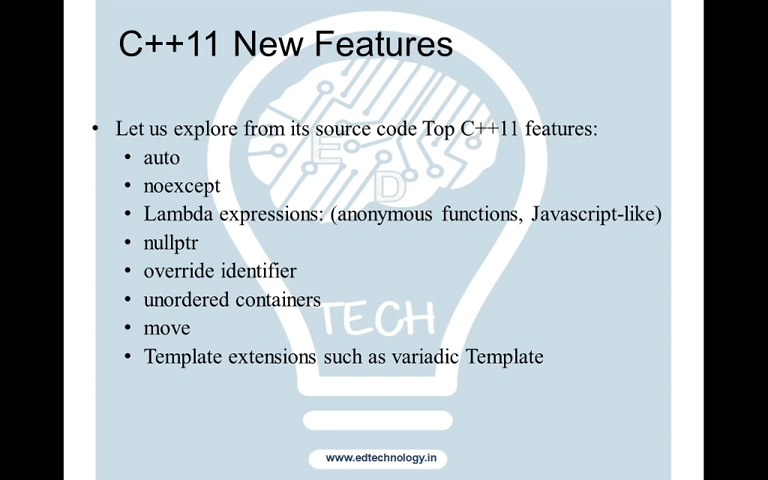 C++11 New Features
• Let us explore from its source code Top C++11 features:
• auto
• noexcept
• Lambda expressions: (anonymous functions, Javascript-like)
• nullptr
• override identifier
• unordered containers
• move
• Template extensions such as variadic Template
E
D
TECH
www.edtechnology.in